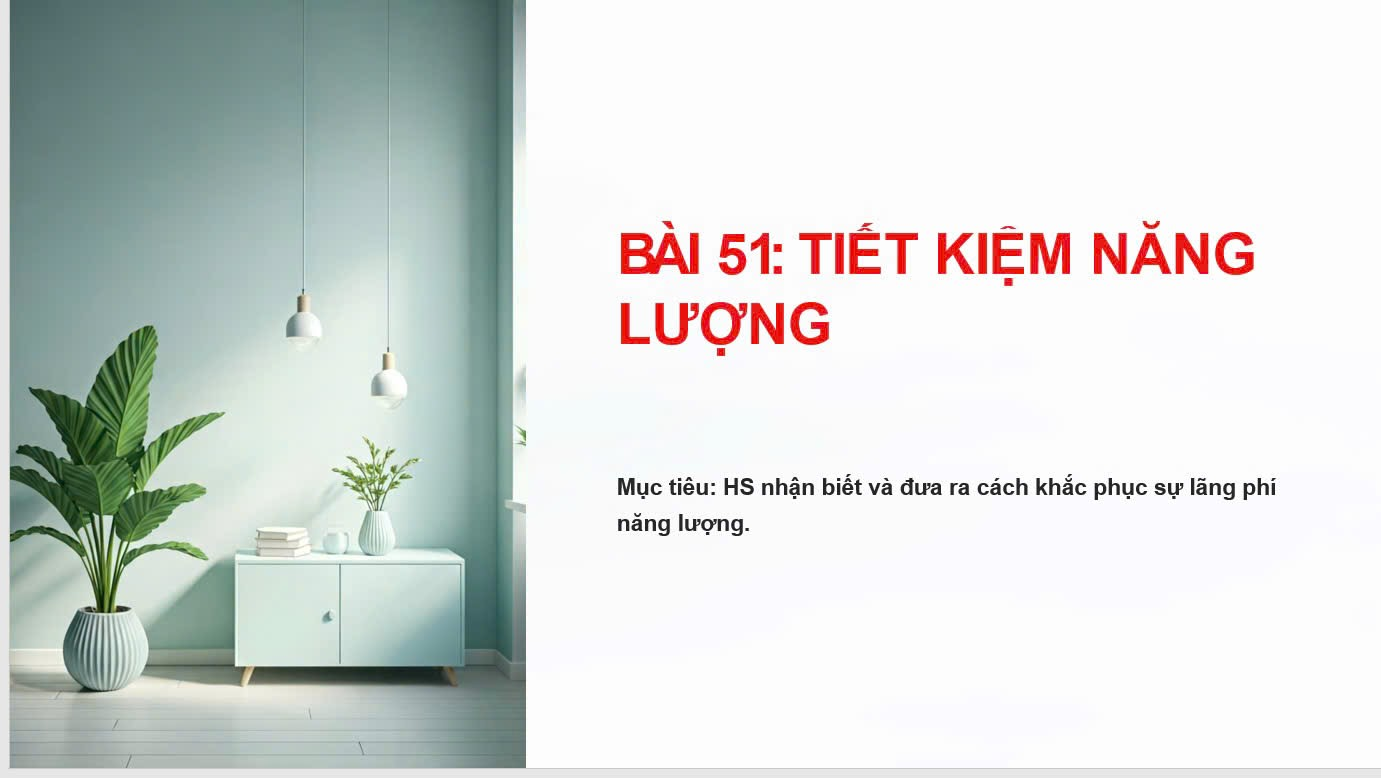 BÀI 51: TIẾT KIỆM NĂNG
LƯỢNG
Mục tiêu: HS nhận biết và đưa ra cách khắc phục sự lãng phí
năng lượng.